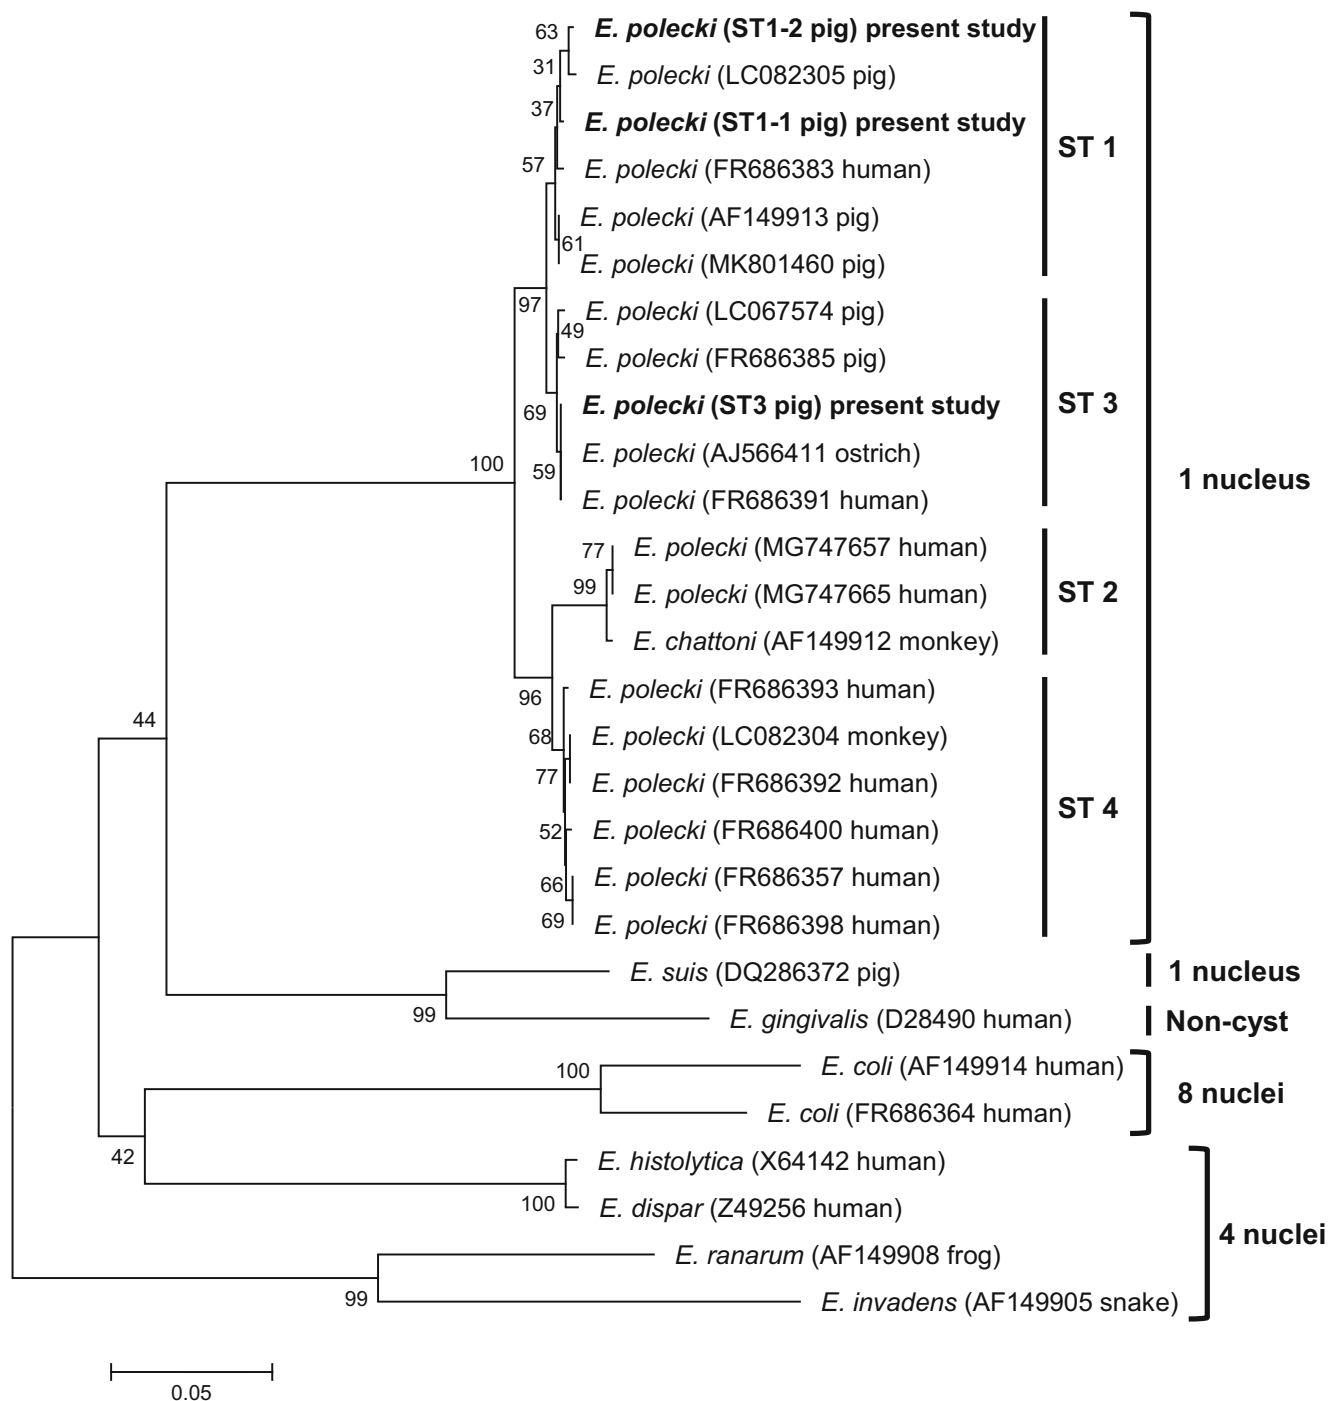 63
E. polecki (ST1-2 pig) present study
31
E. polecki (LC082305 pig)
37
E. polecki (ST1-1 pig) present study
ST 1
57
E. polecki (FR686383 human)
E. polecki (AF149913 pig)
61
E. polecki (MK801460 pig)
97
E. polecki (LC067574 pig)
49
E. polecki (FR686385 pig)
69
E. polecki (ST3 pig) present study
ST 3
E. polecki (AJ566411 ostrich)
100
59
1 nucleus
E. polecki (FR686391 human)
77
E. polecki (MG747657 human)
99
E. polecki (MG747665 human)
ST 2
E. chattoni (AF149912 monkey)
96
E. polecki (FR686393 human)
44
68
E. polecki (LC082304 monkey)
77
E. polecki (FR686392 human)
ST 4
52
E. polecki (FR686400 human)
66
E. polecki (FR686357 human)
69
E. polecki (FR686398 human)
E. suis (DQ286372 pig)
1 nucleus
99
E. gingivalis (D28490 human)
Non-cyst
100
E. coli (AF149914 human)
8 nuclei
E. coli (FR686364 human)
42
E. histolytica (X64142 human)
100
E. dispar (Z49256 human)
4 nuclei
E. ranarum (AF149908 frog)
99
E. invadens (AF149905 snake)
0.05